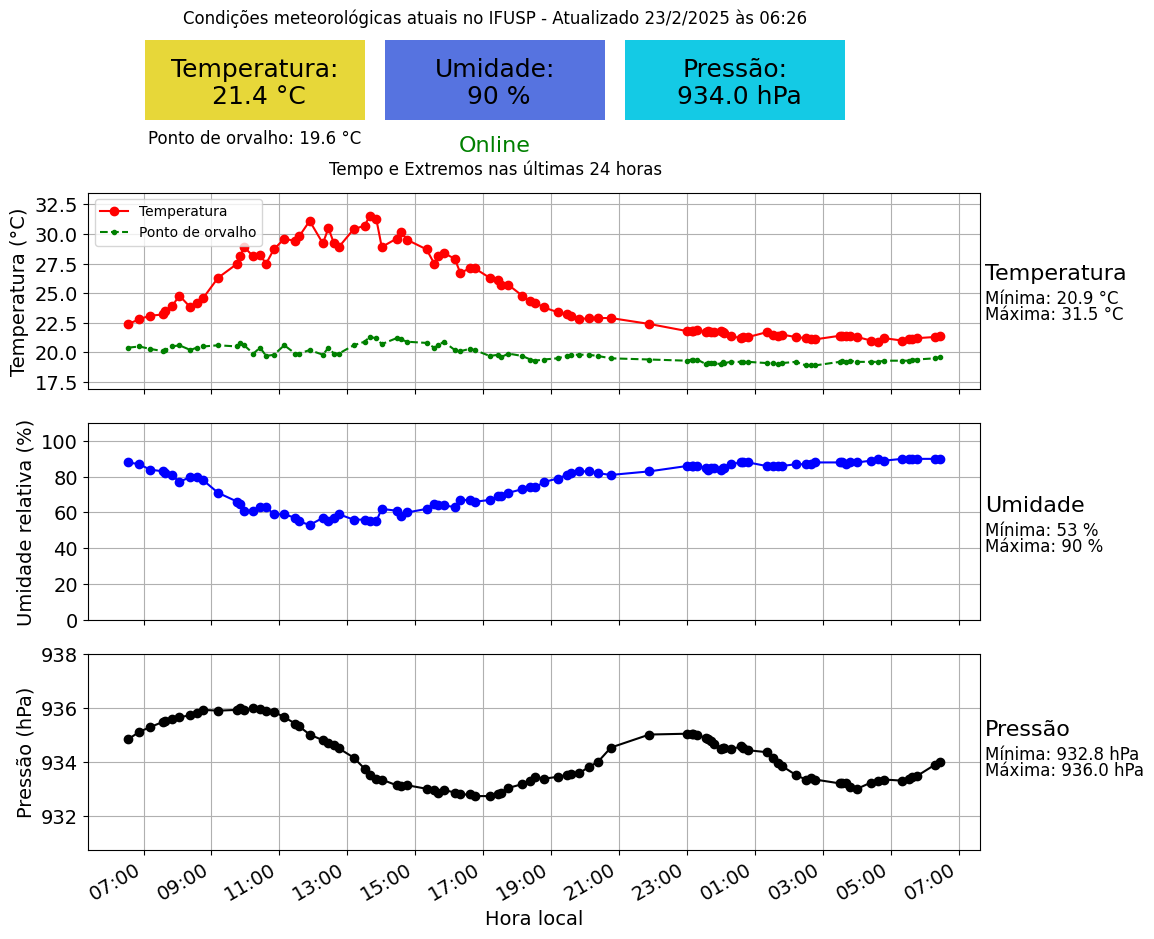 Condições meteorológicas atuais no IFUSP - Atualizado 23/2/2025 às 06:26
Temperatura:
21.4 °C
Umidade:
90 %
Pressão:
934.0 hPa
Ponto de orvalho: 19.6 °C
Online
Tempo e Extremos nas últimas 24 horas
Temperatura (°C)
32.5
30.0
27.5
25.0
22.5
20.0
17.5
Temperatura
Ponto de orvalho
Temperatura
Mínima: 20.9 °C
Máxima: 31.5 °C
Umidade relativa (%)
100
80
60
40
20
0
Umidade
Mínima: 53 %
Máxima: 90 %
Pressão (hPa)
938
936
934
932
Pressão
Mínima: 932.8 hPa
Máxima: 936.0 hPa
07:00 09:00 11:00 13:00 15:00 17:00 19:00 21:00 23:00 01:00 03:00 05:00 07:00
Hora local